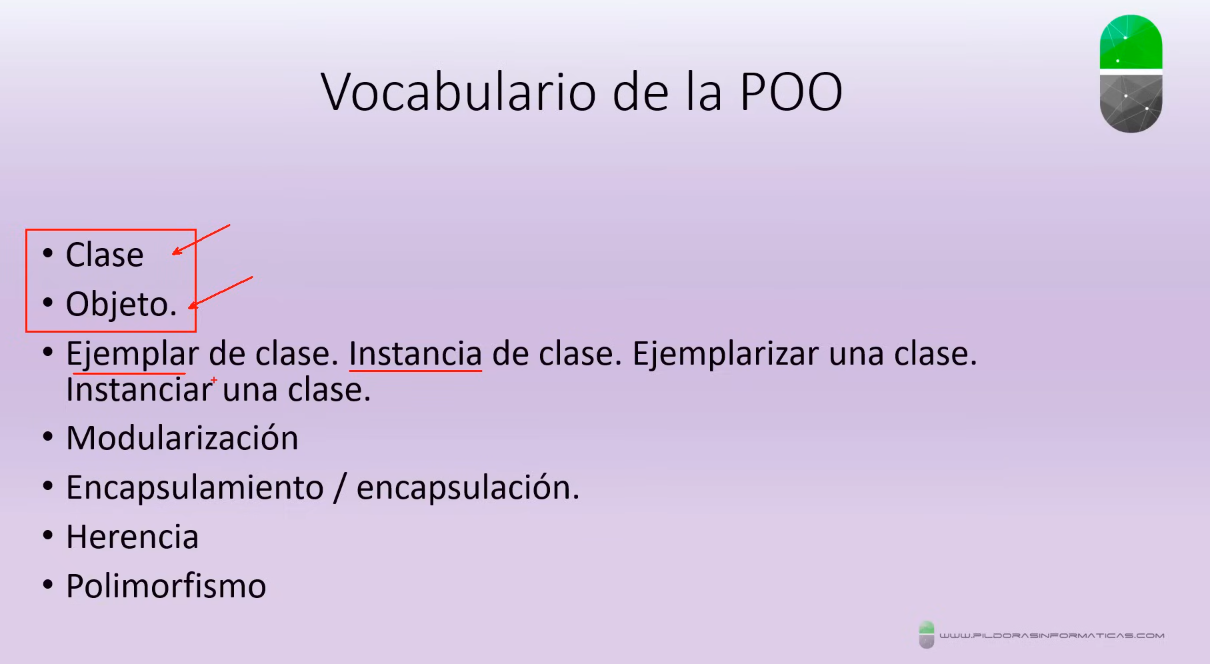 Vocabulario de la POO
• Clase
• Objeto.
• Ejemplar de clase. Instancia de clase. Ejemplarizar una clase.
Instanciar una clase.
• Modularización
• Encapsulamiento / encapsulación.
• Herencia
• Polimorfismo
WWW.PILDORASINFORMATICAS.COM